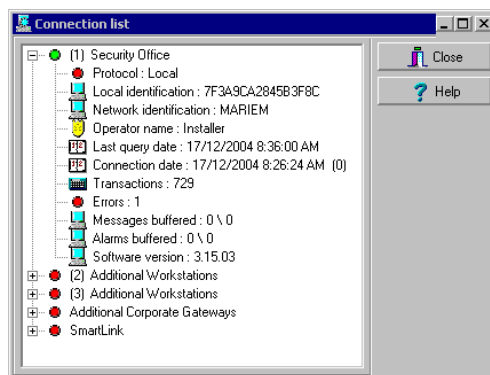 Connection list
(1) Security Office
Protocol : Local
Local identification : 7F3A9CA2845B3F8C
Network identification : MARIEM
Operator name : Installer
Last query date : 17/12/2004 8:36:00 AM
Connection date : 17/12/2004 8:26:24 AM (0)
Transactions : 729
Errors : 1
Messages buffered : 0 \ 0
Alarms buffered : 0 \ 0
Software version : 3.15.03
(2) Additional Workstations
(3) Additional Workstations
Additional Corporate Gateways
SmartLink
Close
Help